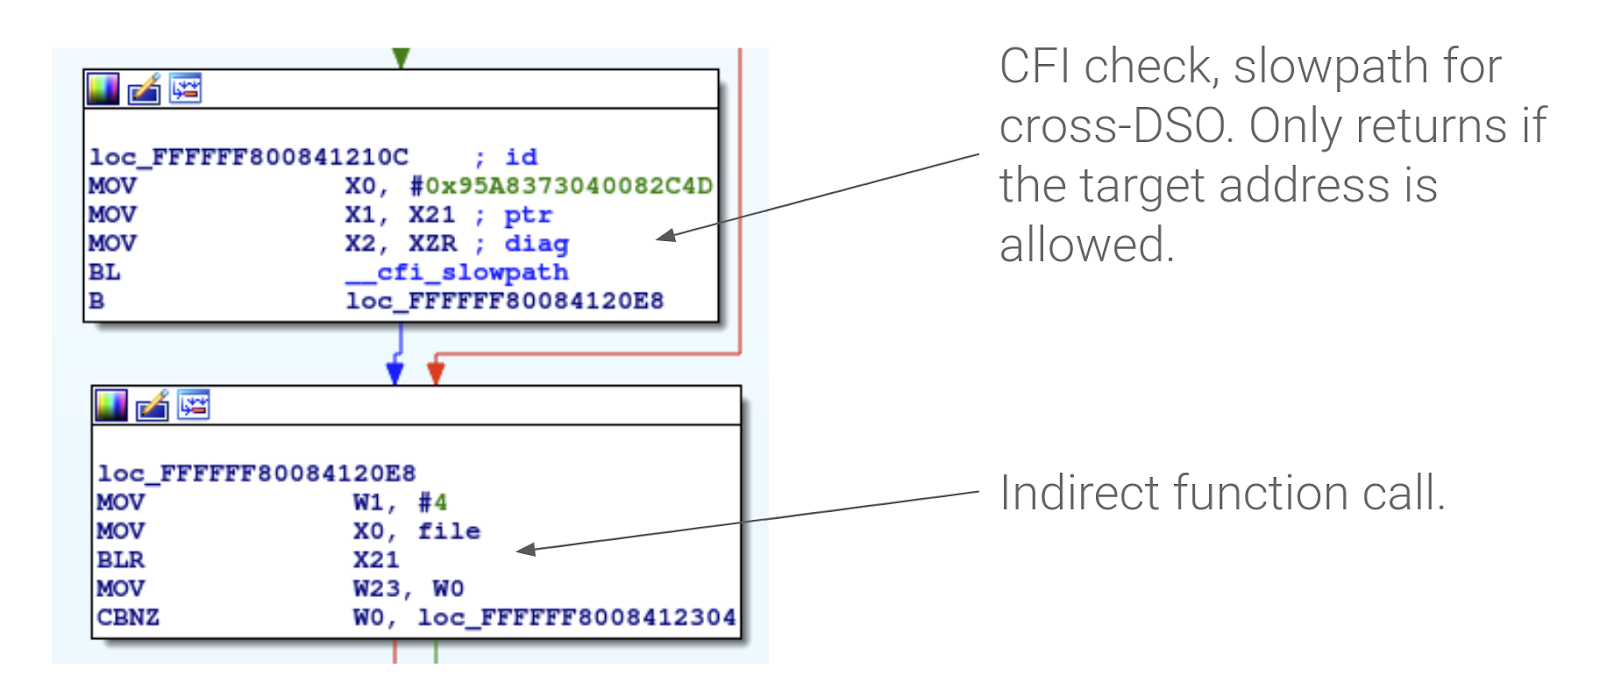 loc_FFFFFF800841210C ; id
MOV X0, #0x95A8373040082C4D
MOV X1, X21 ; ptr
MOV X2, XZR ; diag
BL __cfi_slowpath
B loc_FFFFFF80084120E8
CFI check, slowpath for
cross-DSO. Only returns if
the target address is
allowed.
loc_FFFFFF80084120E8
MOV W1, #4
MOV X0, file
BLR X21
MOV W23, W0
CBNZ W0, loc_FFFFFF8008412304
Indirect function call.